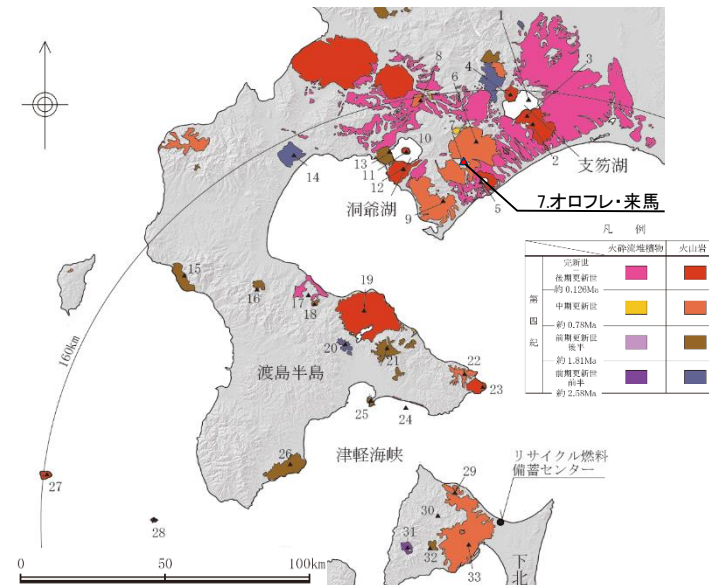 1
3
8
4
6
2
支笏湖
10
13
11
12
14
5
7.オロフレ・来馬
洞爺湖
9
凡 例
火砕流堆積物 火山岩
完新世
後期更新世
約 0.126Ma
第四紀
中期更新世
約 0.78Ma
前期更新世
後半
約 1.81Ma
前期更新世
前半
約 2.58Ma
15
16
17
18
19
20
21
22
23
160km
渡島半島
25
24
津軽海峡
26
リサイクル燃料
備蓄センター
27
28
29
30
31
32
33
下北
0 50 100km